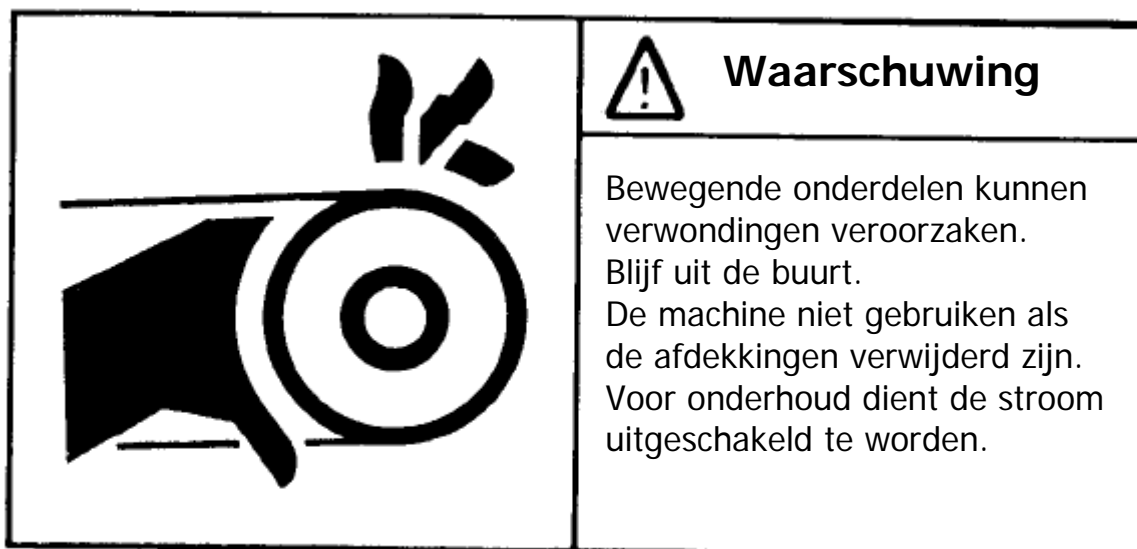 Waarschuwing
Bewegende onderdelen kunnen
verwondingen veroorzaken.
Blijf uit de buurt.
De machine niet gebruiken als
de afdekkingen verwijderd zijn.
Voor onderhoud dient de stroom
uitgeschakeld te worden.